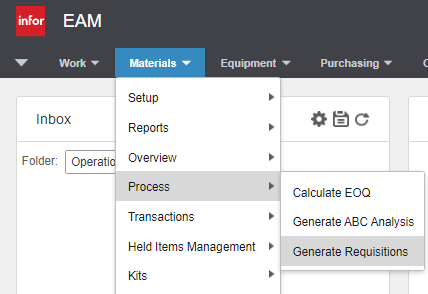 infor EAM
Work Materials Equipment Purchasing
Inbox
Folder: Operatio
Setup
Reports
Overview
Process
Transactions
Held Items Management
Kits
Calculate EOQ
Generate ABC Analysis
Generate Requisitions